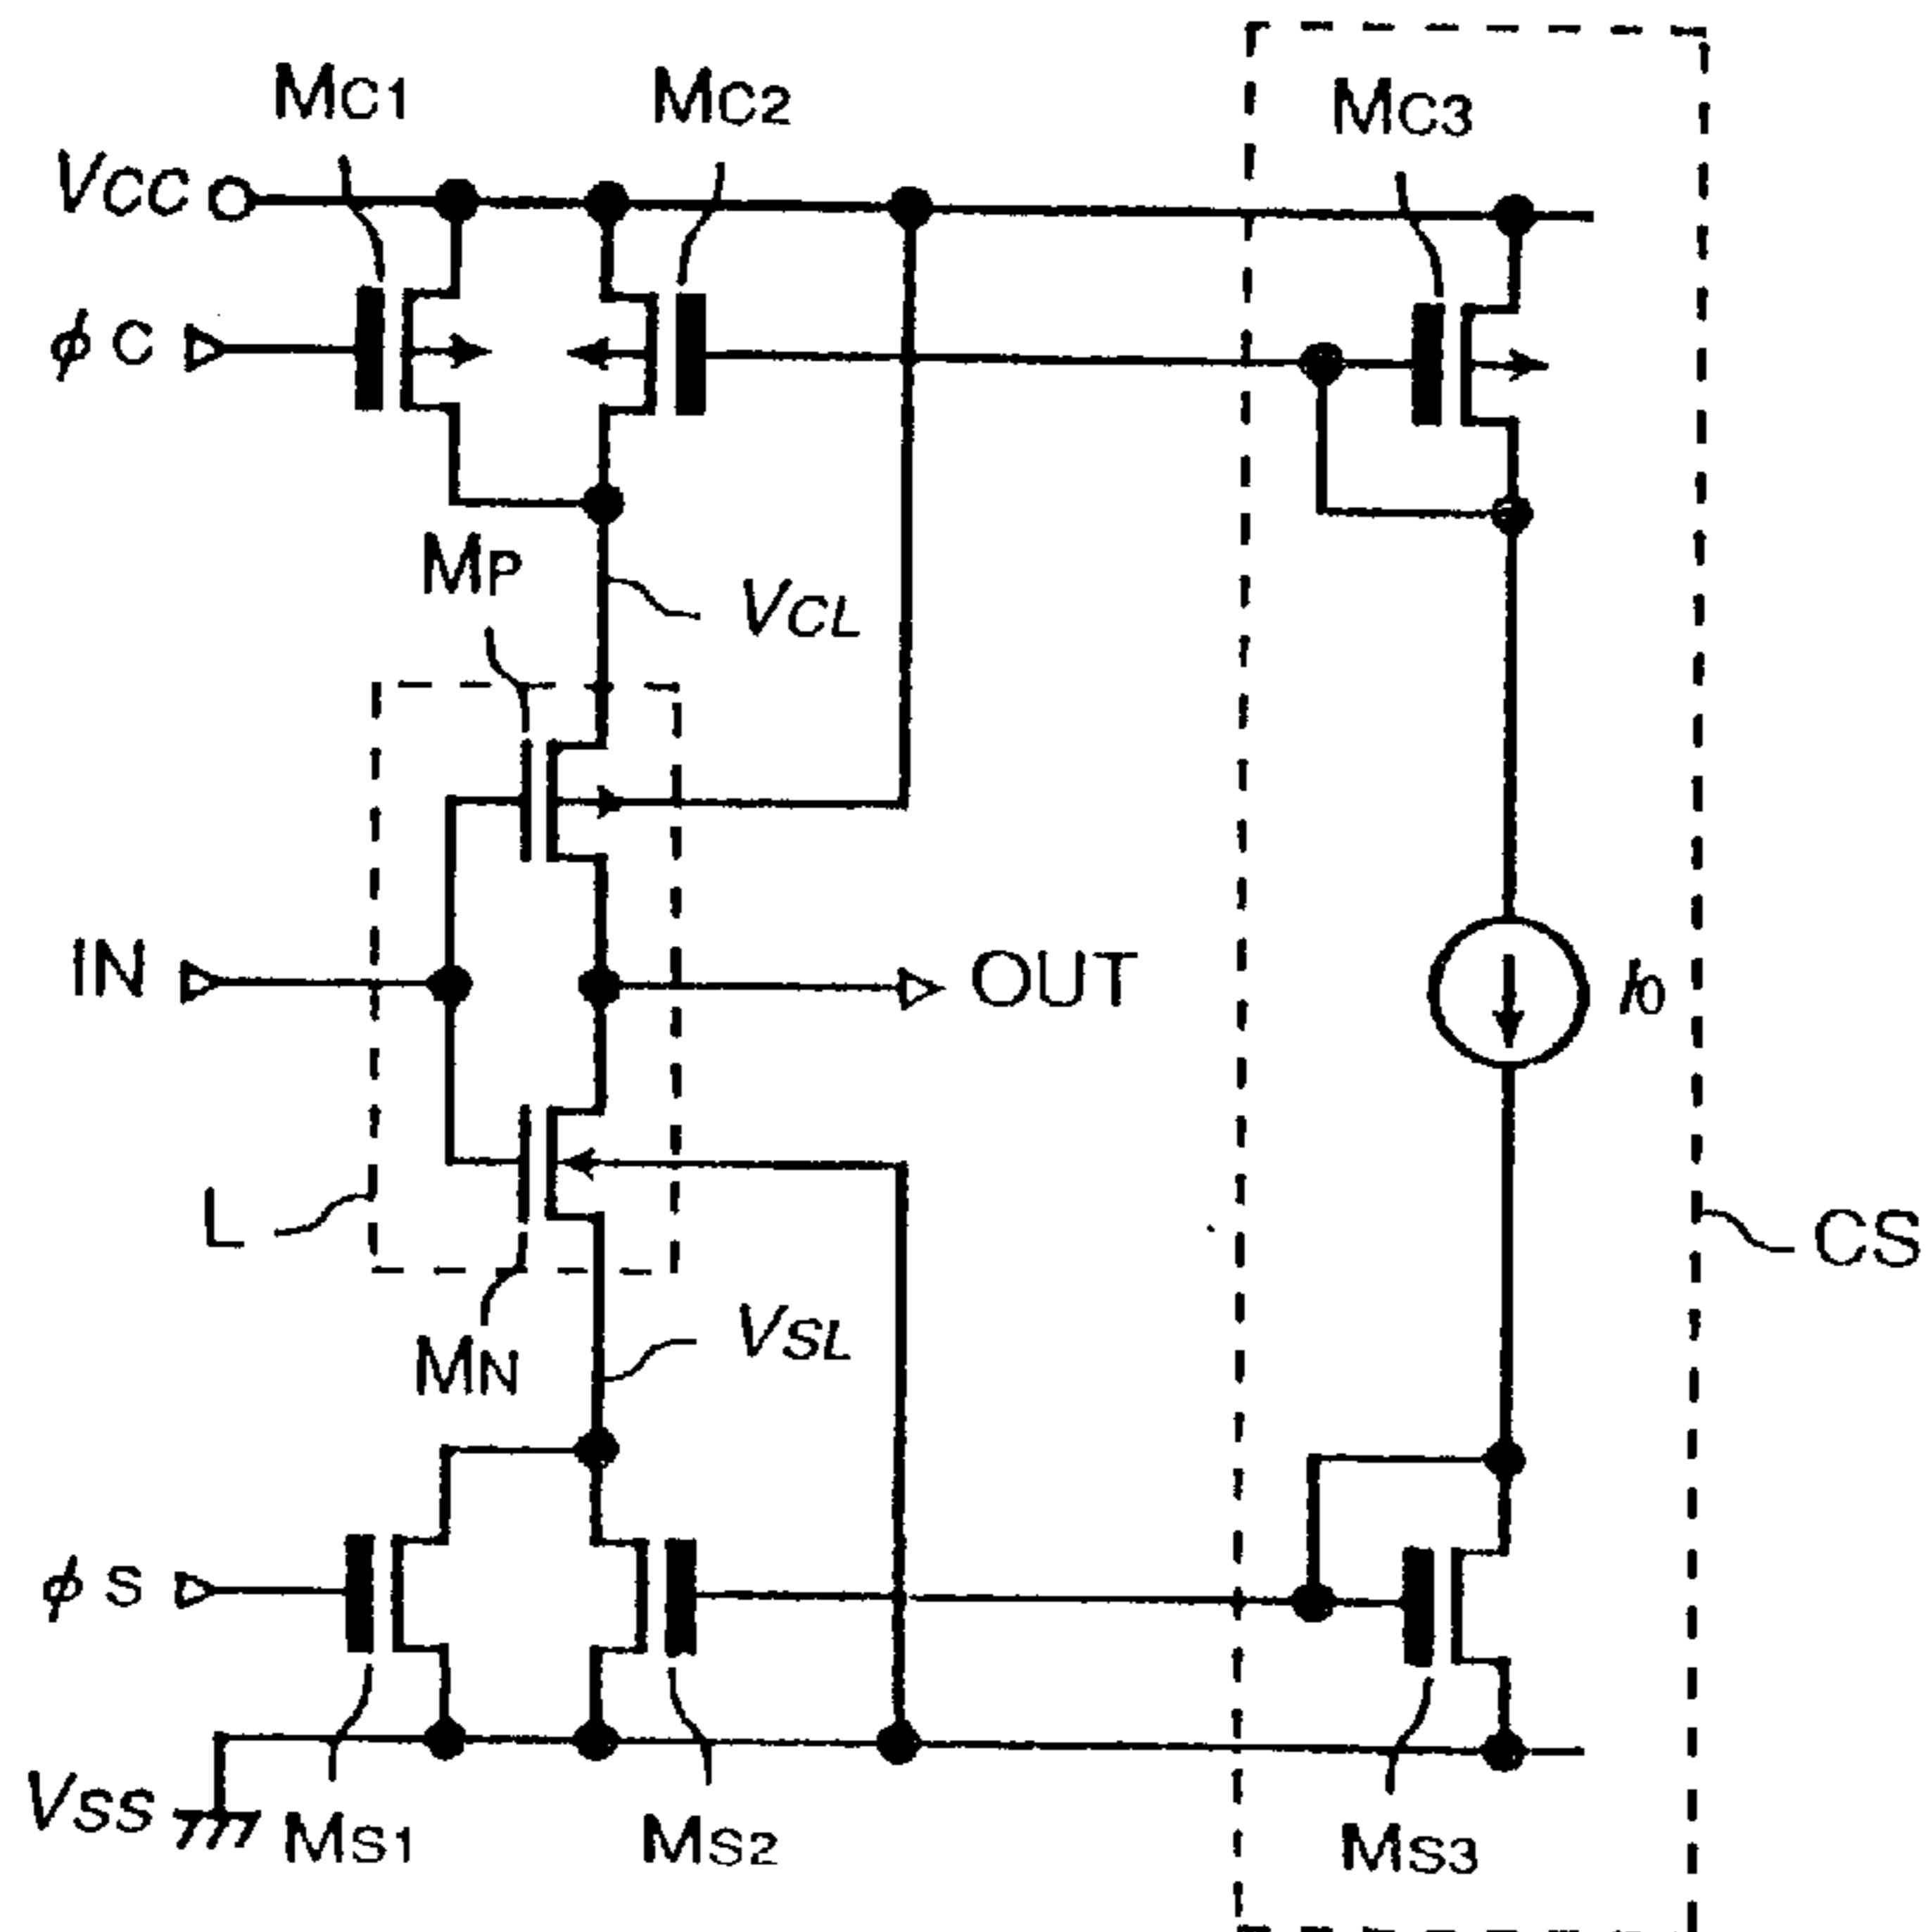 MC1
MC2
MC3
VCC
ϕ C
MP
VCL
IN
OUT
I0
L
CS
MN
VSL
ϕ S
VSS
MS1
MS2
MS3